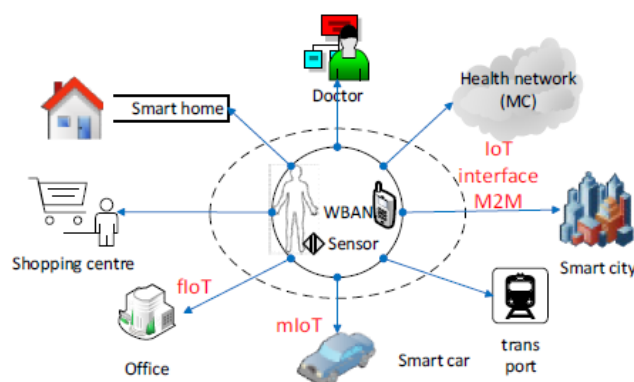 Doctor
Health network
(MC)
Smart home
IoT
interface
M2M
WBAN
Sensor
Shopping centre
Smart city
fIoT
mIoT
Office
Smart car
trans
port